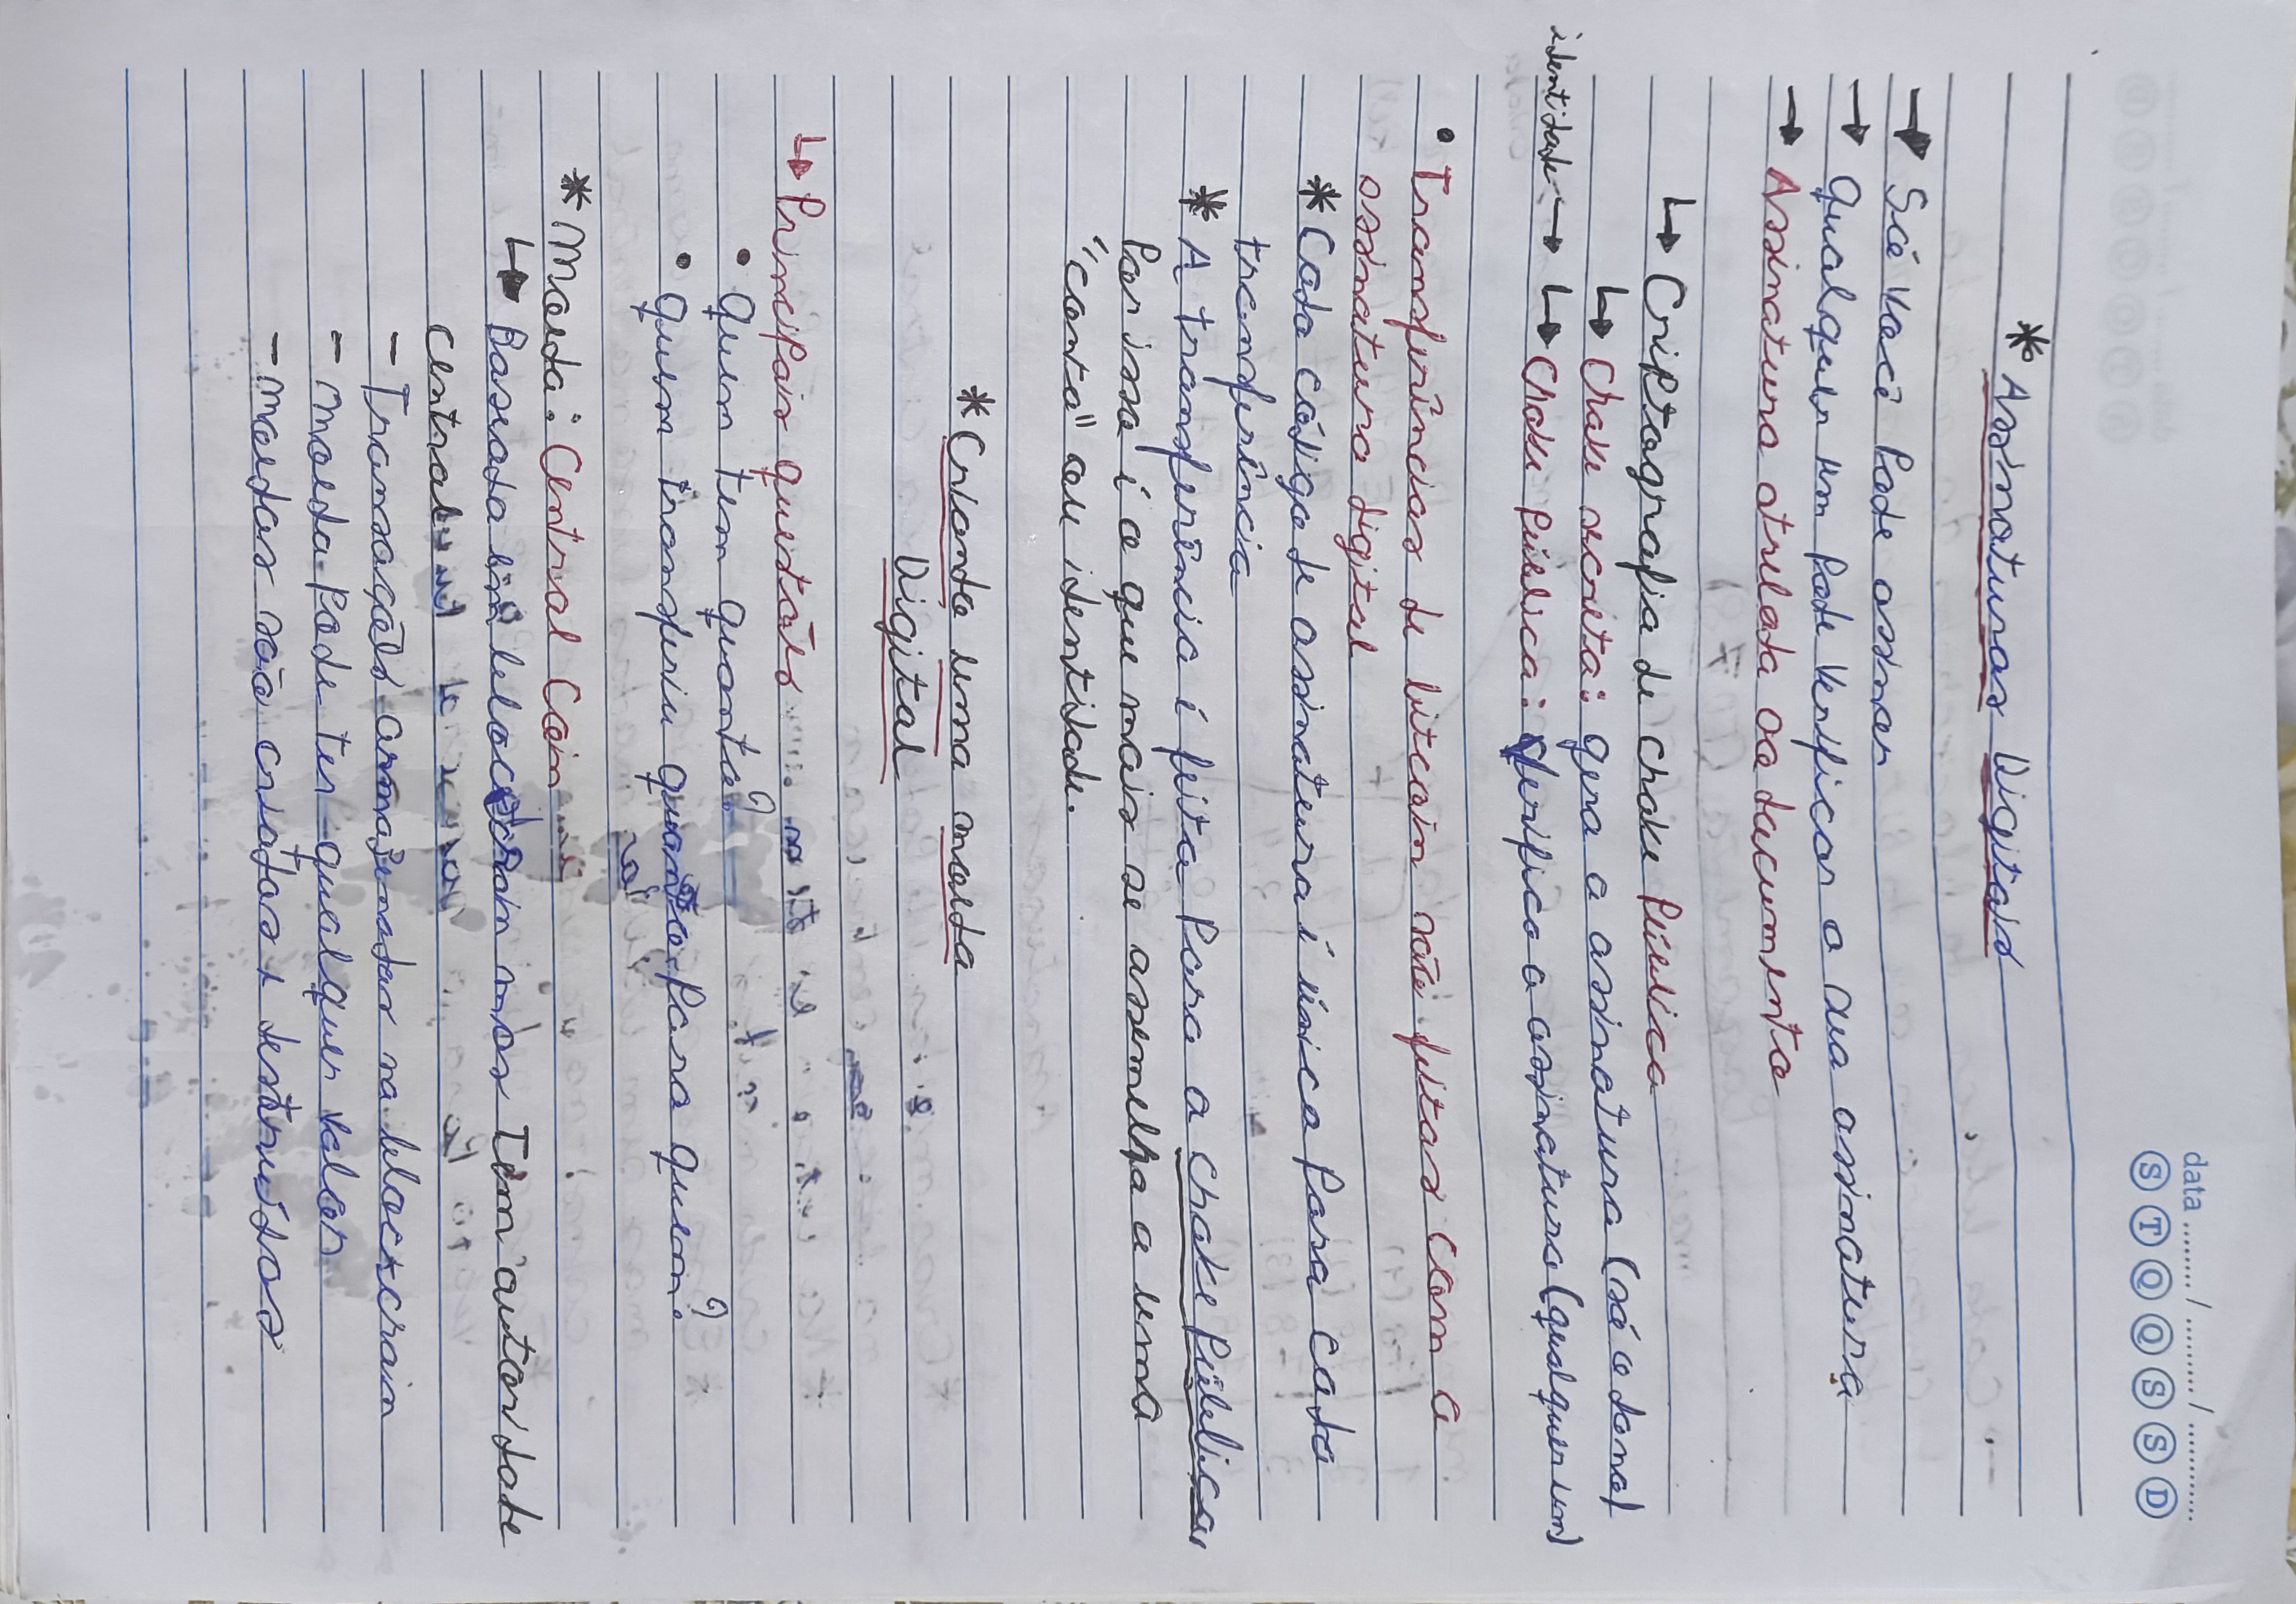 data ........ / ......... / ............
S T Q Q S S D
* Assinaturas Digitais
→ Só você pode assinar
→ Qualquer um pode verificar a sua assinatura
→ Assinatura atrelada ao documento
↳ Criptografia de chave Pública
↳ Chave secreta: gera a assinatura (só o dono)
identidade → ↳ Chave Pública: verifica a assinatura (qualquer um)
• Transferências de bitcoin são feitas com a
assinatura digital
* Cada código de assinatura é único para cada
transferência
* A transferência é feita para a chave pública,
Por isso é o que mais se assemelha a uma
"conta" ou identidade.
* Criando uma moeda
Digital
↳ Principais questões
• Quem tem quanto?
• Quem transferiu quanto para quem?
* Moeda: Central Coin
↳ Baseada em blockchain mas tem autoridade
central
- Transações armazenadas na blockcrain
- moeda pode ter qualquer valor
- moedas são criadas e destruídas